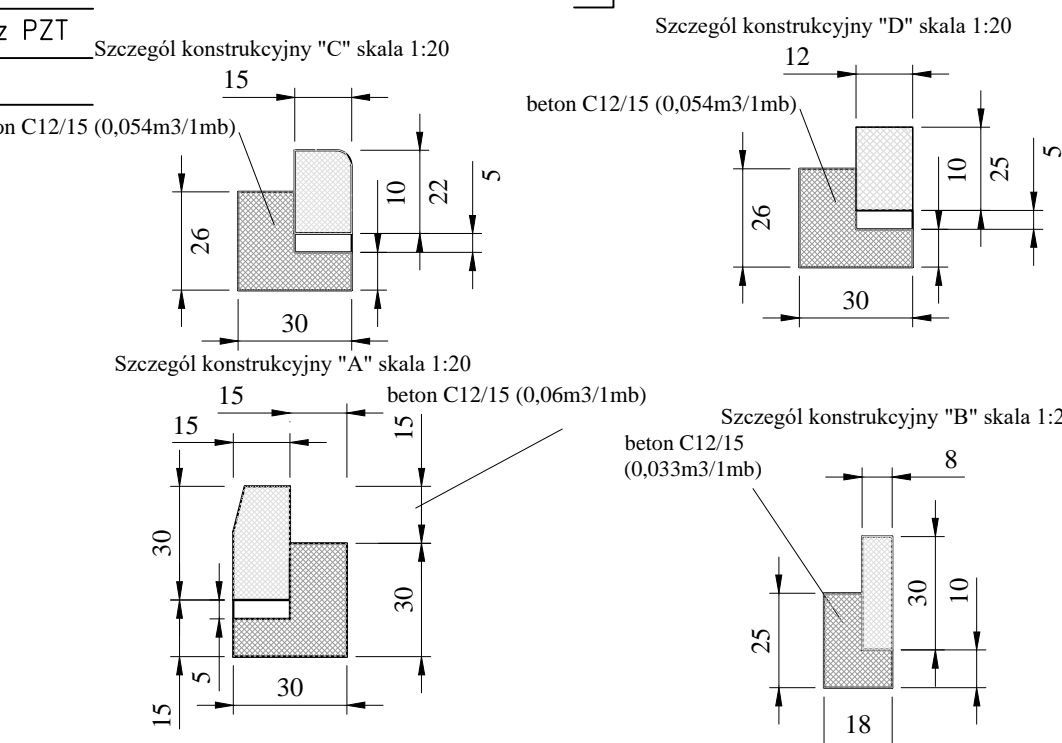 z PZT
Szczegól konstrukcyjny "C" skala 1:20
15
on C12/15 (0,054m3/1mb)
26
10
22
5
30
Szczegól konstrukcyjny "D" skala 1:20
12
beton C12/15 (0,054m3/1mb)
26
10
25
5
30
Szczegól konstrukcyjny "A" skala 1:20
15
beton C12/15 (0,06m3/1mb)
15
15
30
30
5
15
30
Szczegól konstrukcyjny "B" skala 1:2
beton C12/15
(0,033m3/1mb)
8
25
30
10
18